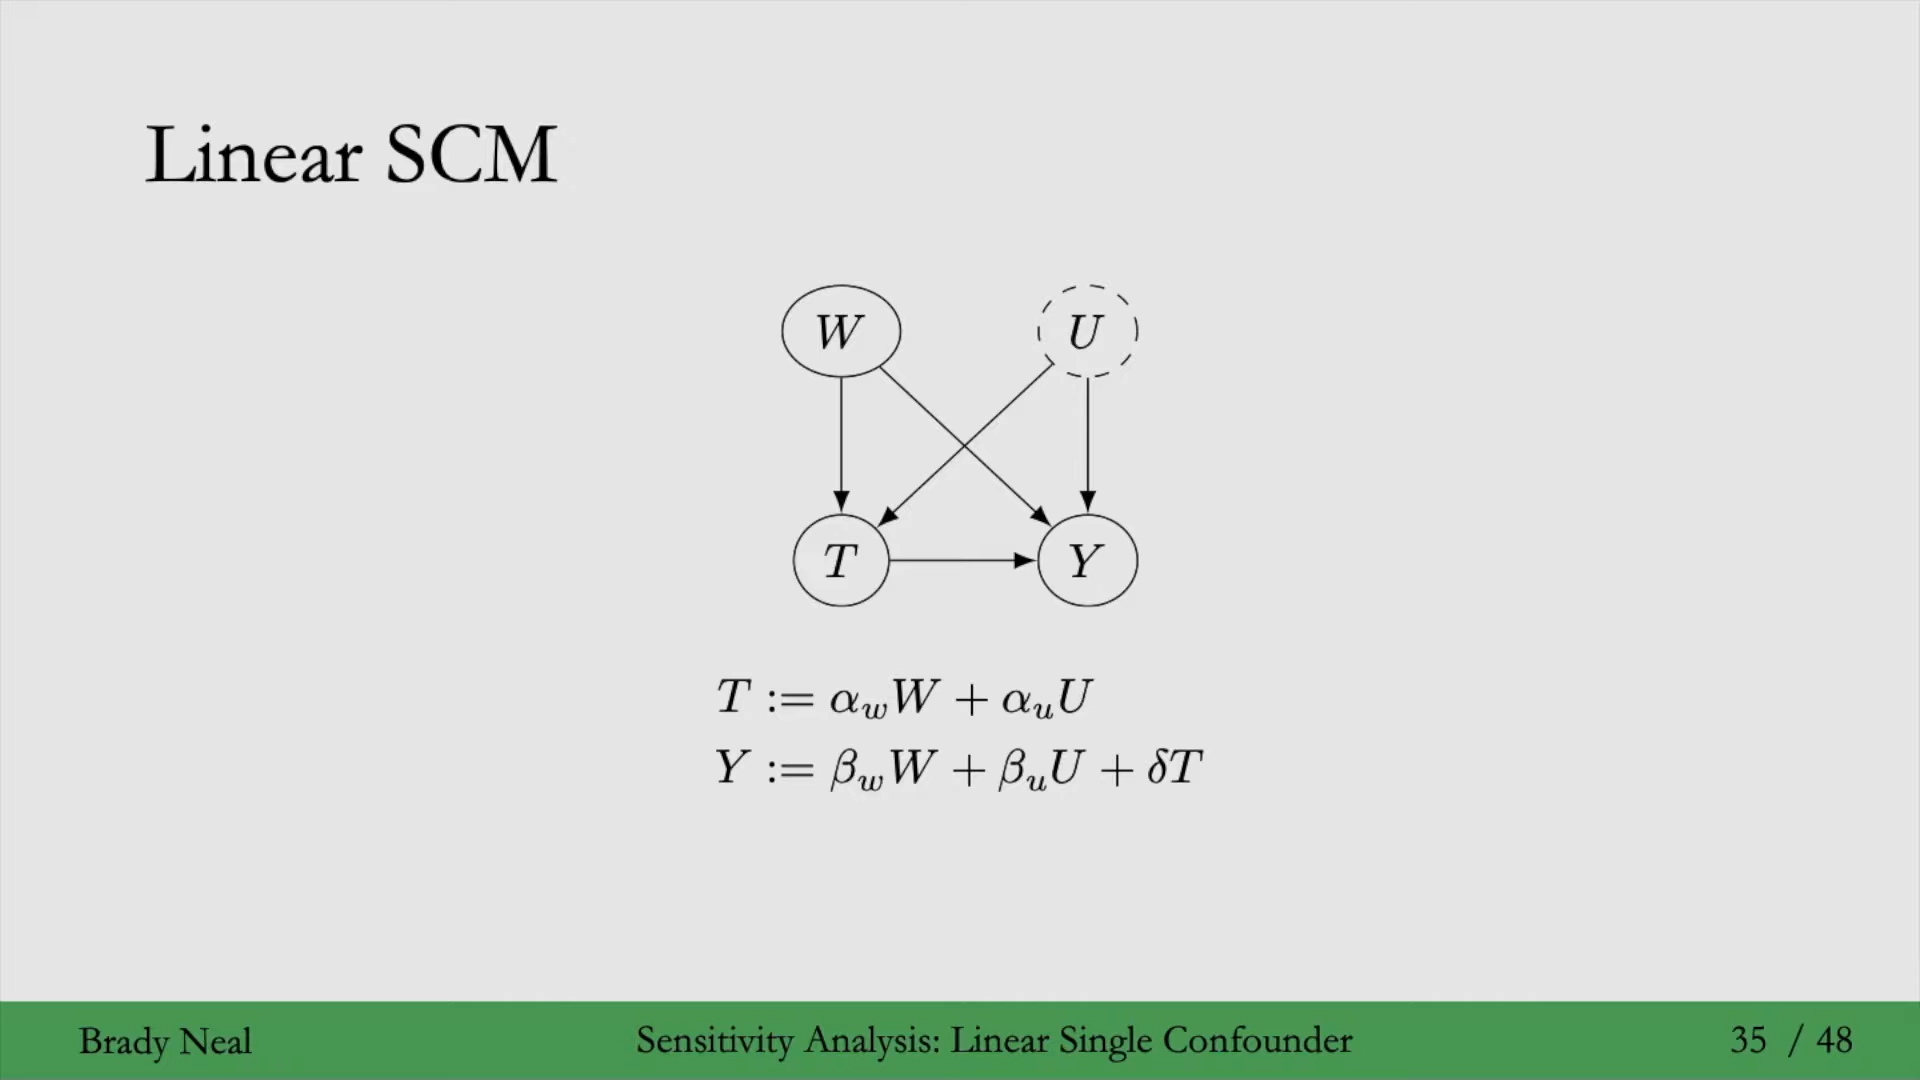 Linear SCM
W U
T Y
T := α_w W + α_u U
Y := β_w W + β_u U + δT
Brady Neal Sensitivity Analysis: Linear Single Confounder 35 / 48